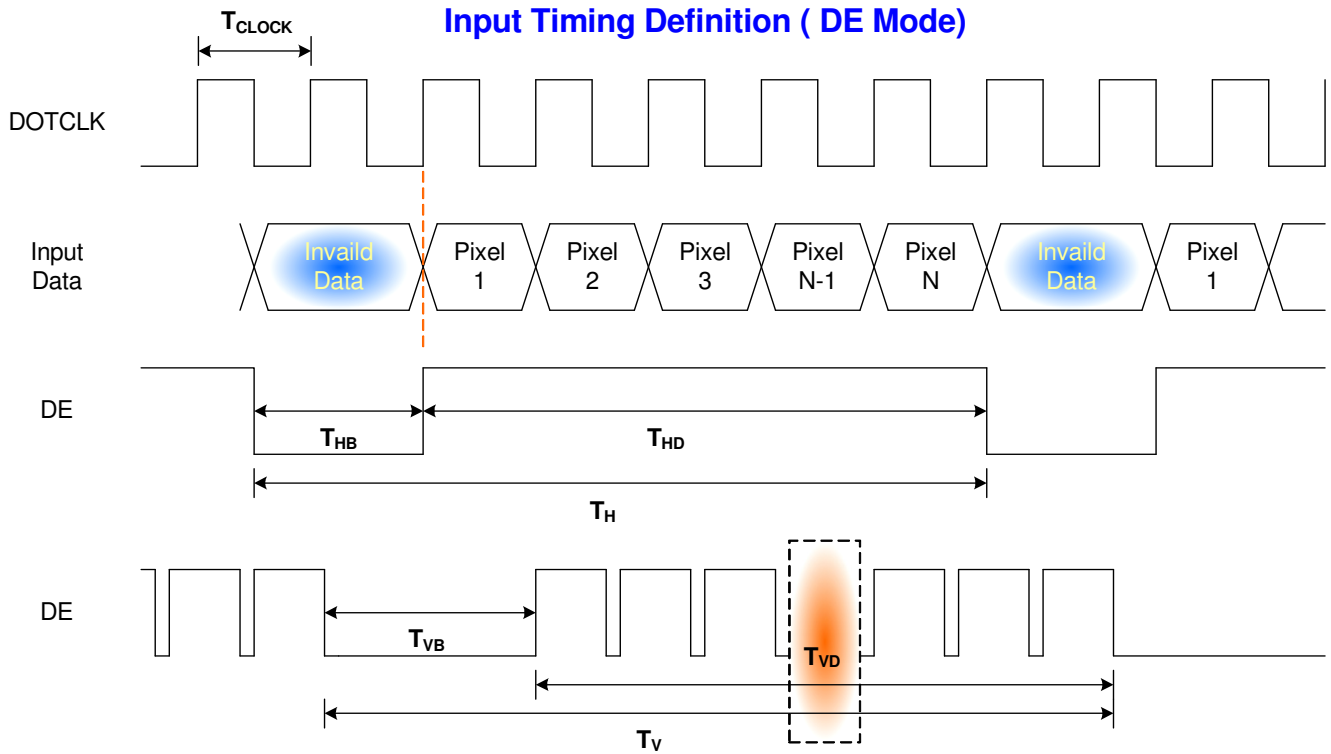 Input Timing Definition ( DE Mode)
TCLOCK
DOTCLK
Input
Data
Invaild
Data
Pixel
1
Pixel
2
Pixel
3
Pixel
N-1
Pixel
N
Invaild
Data
Pixel
1
DE
THB
THD
TH
DE
TVB
TVD
TV